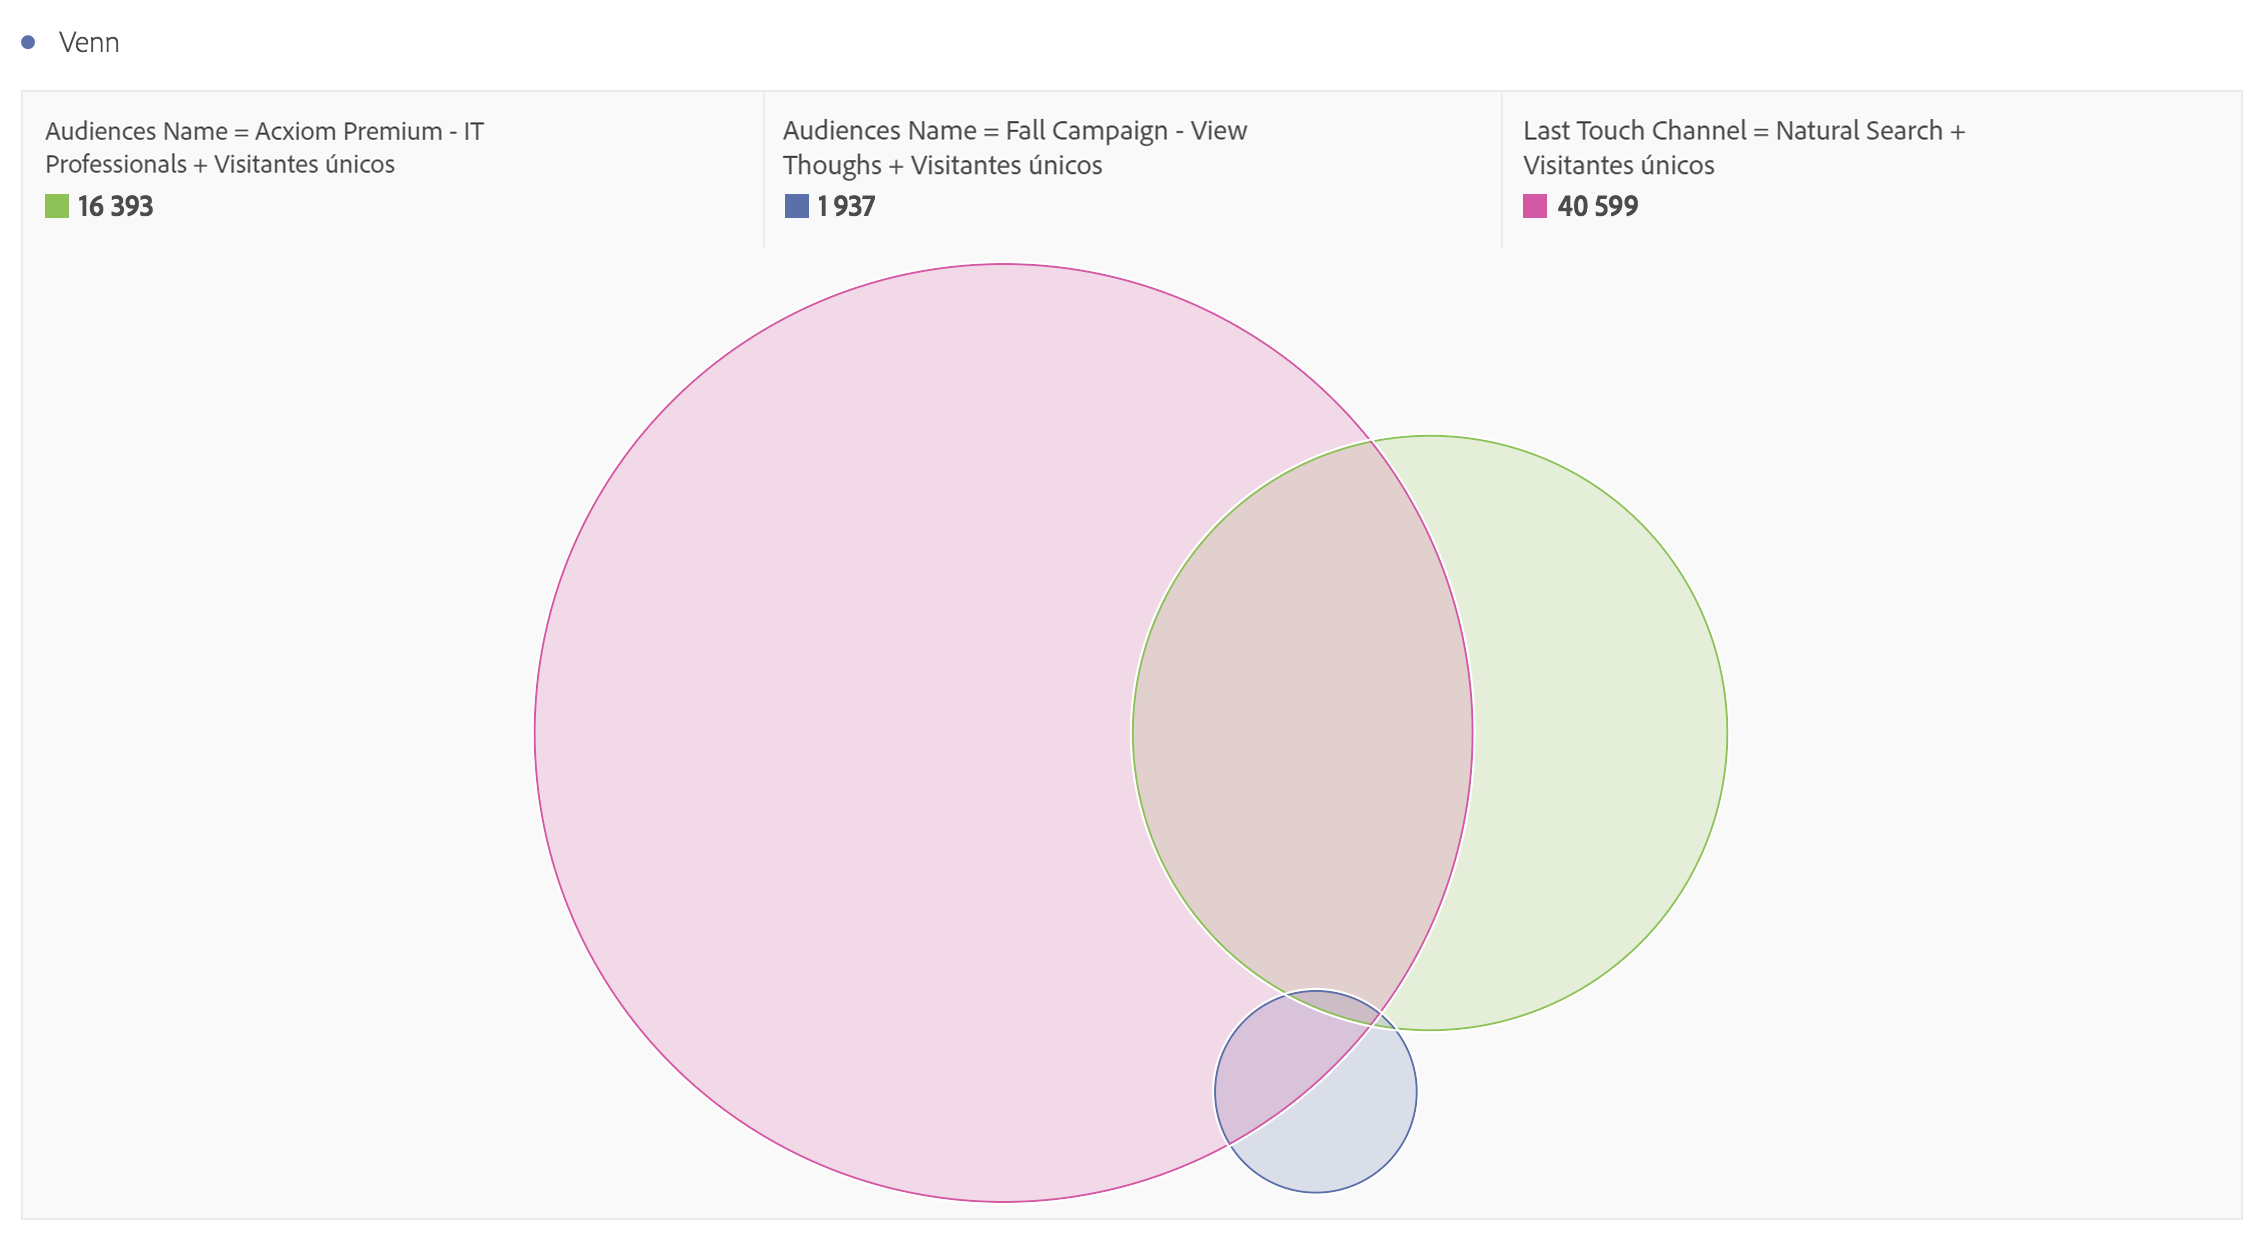 Venn
Audiences Name = Acxiom Premium - IT
Professionals + Visitantes únicos
16 393
Audiences Name = Fall Campaign - View
Thoughs + Visitantes únicos
1 937
Last Touch Channel = Natural Search +
Visitantes únicos
40 599